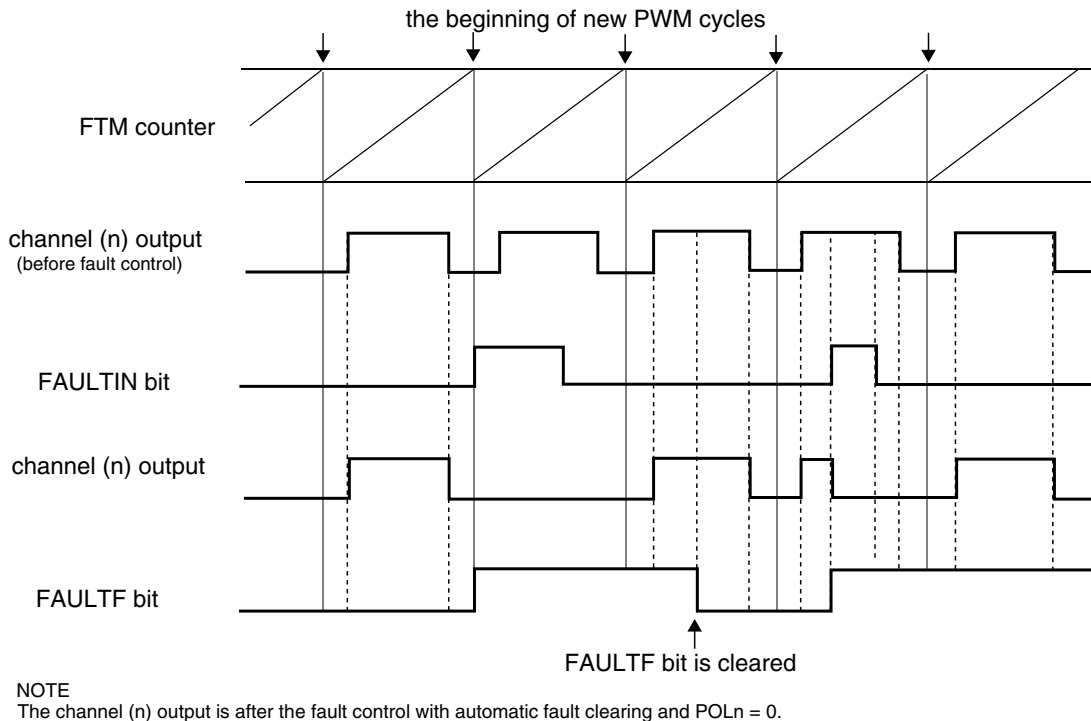 the beginning of new PWM cycles
FTM counter
channel (n) output
(before fault control)
FAULTIN bit
channel (n) output
FAULTF bit
FAULTF bit is cleared
NOTE
The channel (n) output is after the fault control with automatic fault clearing and POLn = 0.